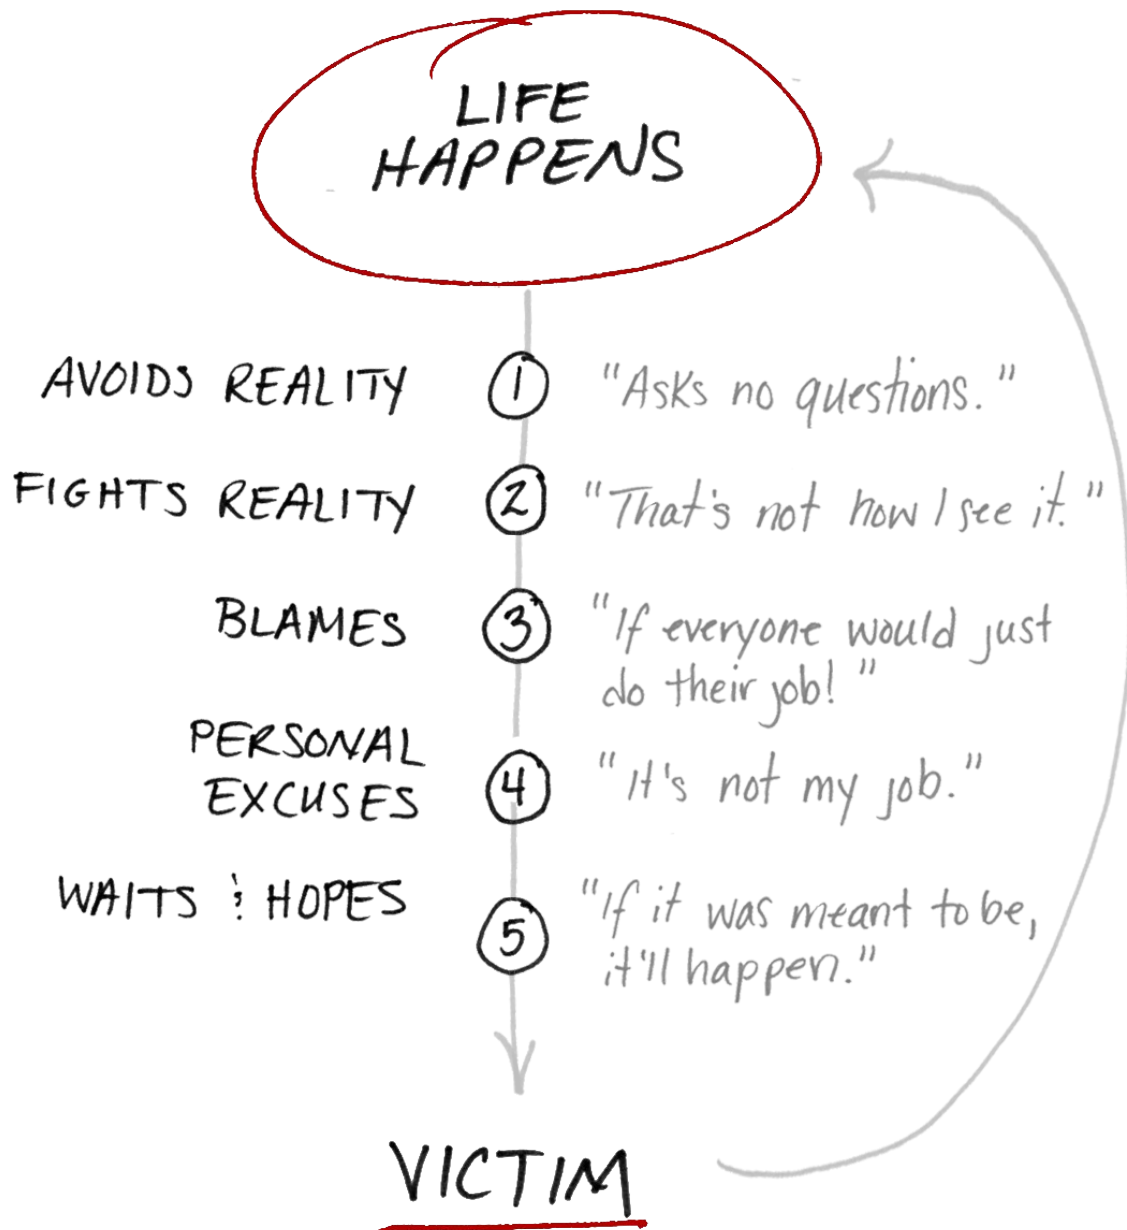 LIFE
HAPPENS
AVOIDS REALITY 1 "Asks no questions."
FIGHTS REALITY 2 "That's not how I see it."
BLAMES 3 "If everyone would just
do their job!"
PERSONAL
EXCUSES 4 "It's not my job."
WAITS & HOPES 5 "If it was meant to be,
it'll happen."
VICTIM